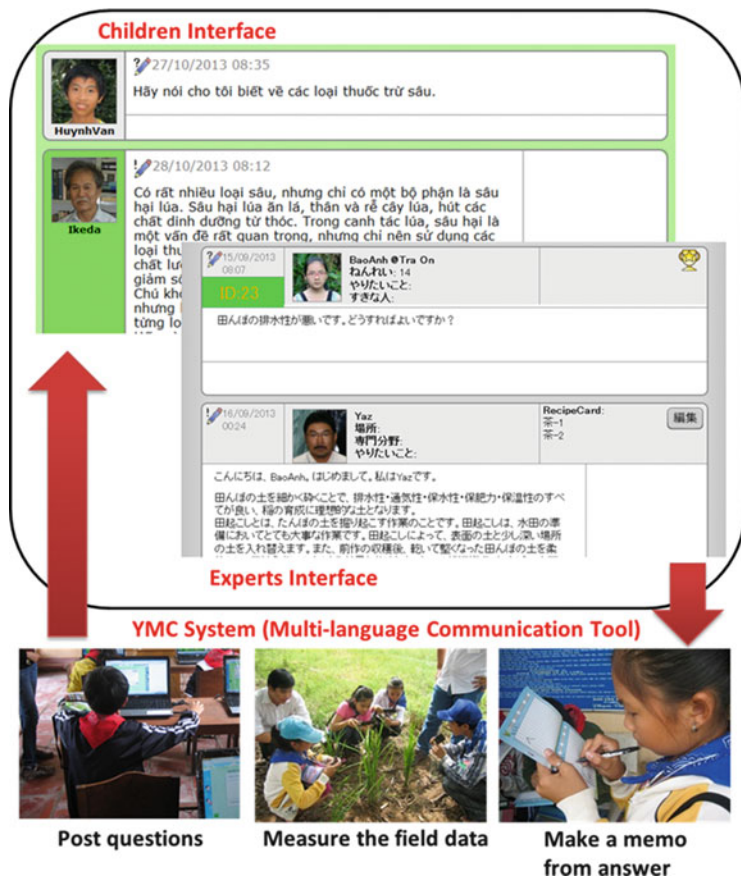 Children Interface
27/10/2013 08:35
Hãy nói cho tôi biết về các loại thuốc trừ sâu.
HuynhVan
28/10/2013 08:12
Có rất nhiều loại sâu, nhưng chỉ có một bộ phận là sâu
hại lúa. Sâu hại lúa ăn lá, thân và rễ cây lúa, hút các
chất dinh dưỡng từ thóc. Trong canh tác lúa, sâu hại là
một vấn đề rất quan trọng, nhưng chỉ nên sử dụng các
loại
chất
giảm
Chú
nhưng
từng
Ikeda
15/09/2013
08:07
ID:23
BaoAnh @Tra On
ねんれい: 14
やりたいこと:
すきな人:
田んぼの排水性が悪いです。どうすればよいですか？
16/09/2013
00:24
Yaz
場所:
専門分野:
やりたいこと:
RecipeCard:
茶-1
茶-2
編集
こんにちは、BaoAnh。はじめまして。私はYazです。
田んぼの土を細かく砕くことで、排水性・通気性・保水性・保肥力・保温性のすべ
てが良い、稲の育成に理想的な土となります。
田起こしとは、たんぼの土を掘り起こす作業のことです。田起こしは、水田の準
備においてとても大事な作業です。田起こしによって、表面の土と少し深い場所
の土を入れ替えます。また、前作の収穫後、乾いて堅くなった田んぼの土を柔
Experts Interface
YMC System (Multi-language Communication Tool)
Post questions
Measure the field data
Make a memo
from answer